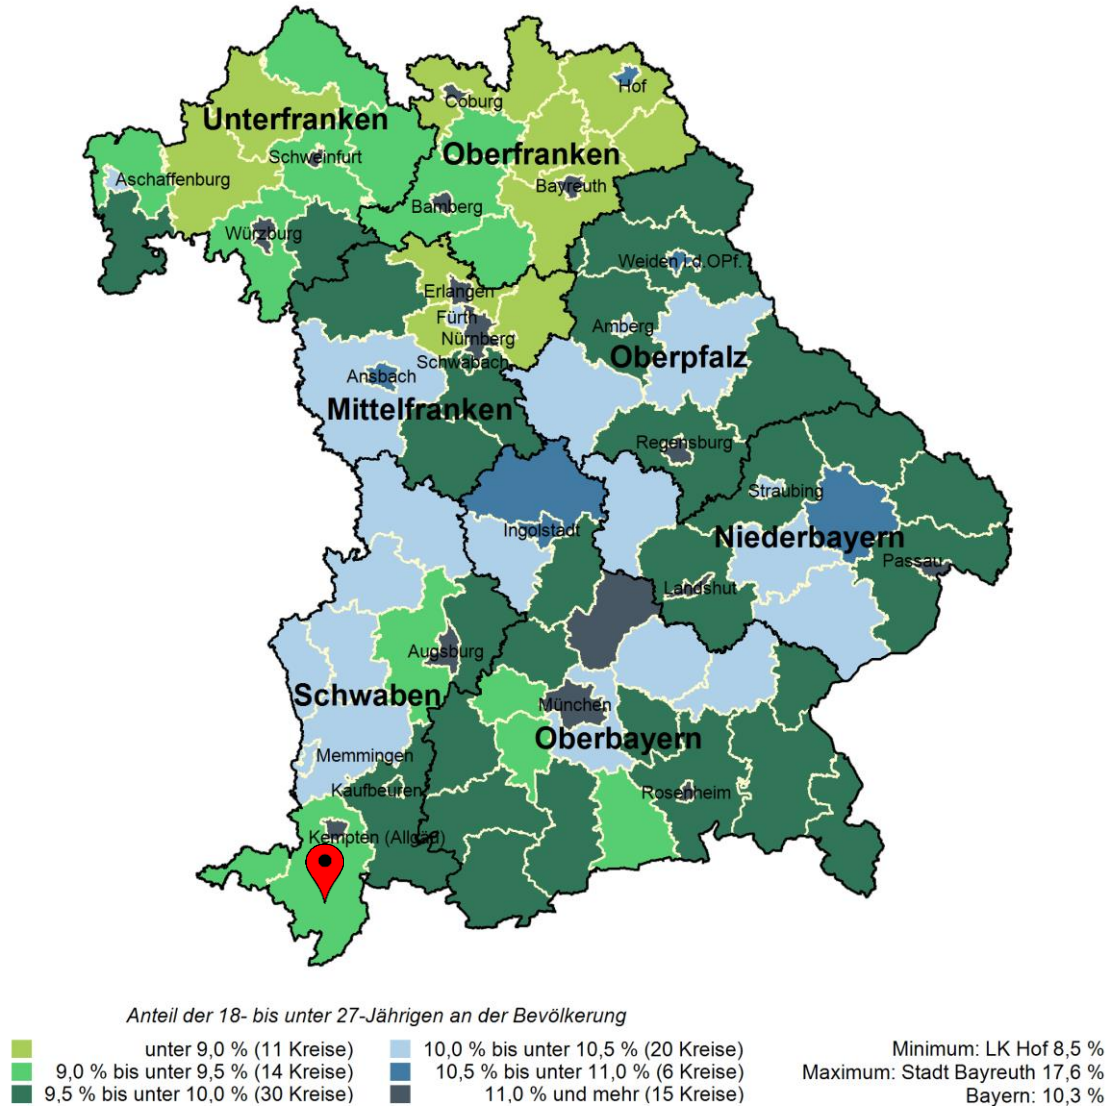 Hof
Coburg
Unterfranken
Oberfranken
Schweinfurt
Aschaffenburg
Bayreuth
Bamberg
Würzburg
Weiden i.d.OPf.
Erlangen
Fürth
Amberg
Nürnberg
Oberpfalz
Schwabach
Ansbach
Mittelfranken
Regensburg
Straubing
Ingolstadt
Niederbayern
Passau
Landshut
Augsburg
Schwaben
München
Oberbayern
Memmingen
Kaufbeuren
Rosenheim
Kempten (Allgäu)
Anteil der 18- bis unter 27-Jährigen an der Bevölkerung
unter 9,0 % (11 Kreise)
9,0 % bis unter 9,5 % (14 Kreise)
9,5 % bis unter 10,0 % (30 Kreise)
10,0 % bis unter 10,5 % (20 Kreise)
10,5 % bis unter 11,0 % (6 Kreise)
11,0 % und mehr (15 Kreise)
Minimum: LK Hof 8,5 %
Maximum: Stadt Bayreuth 17,6 %
Bayern: 10,3 %